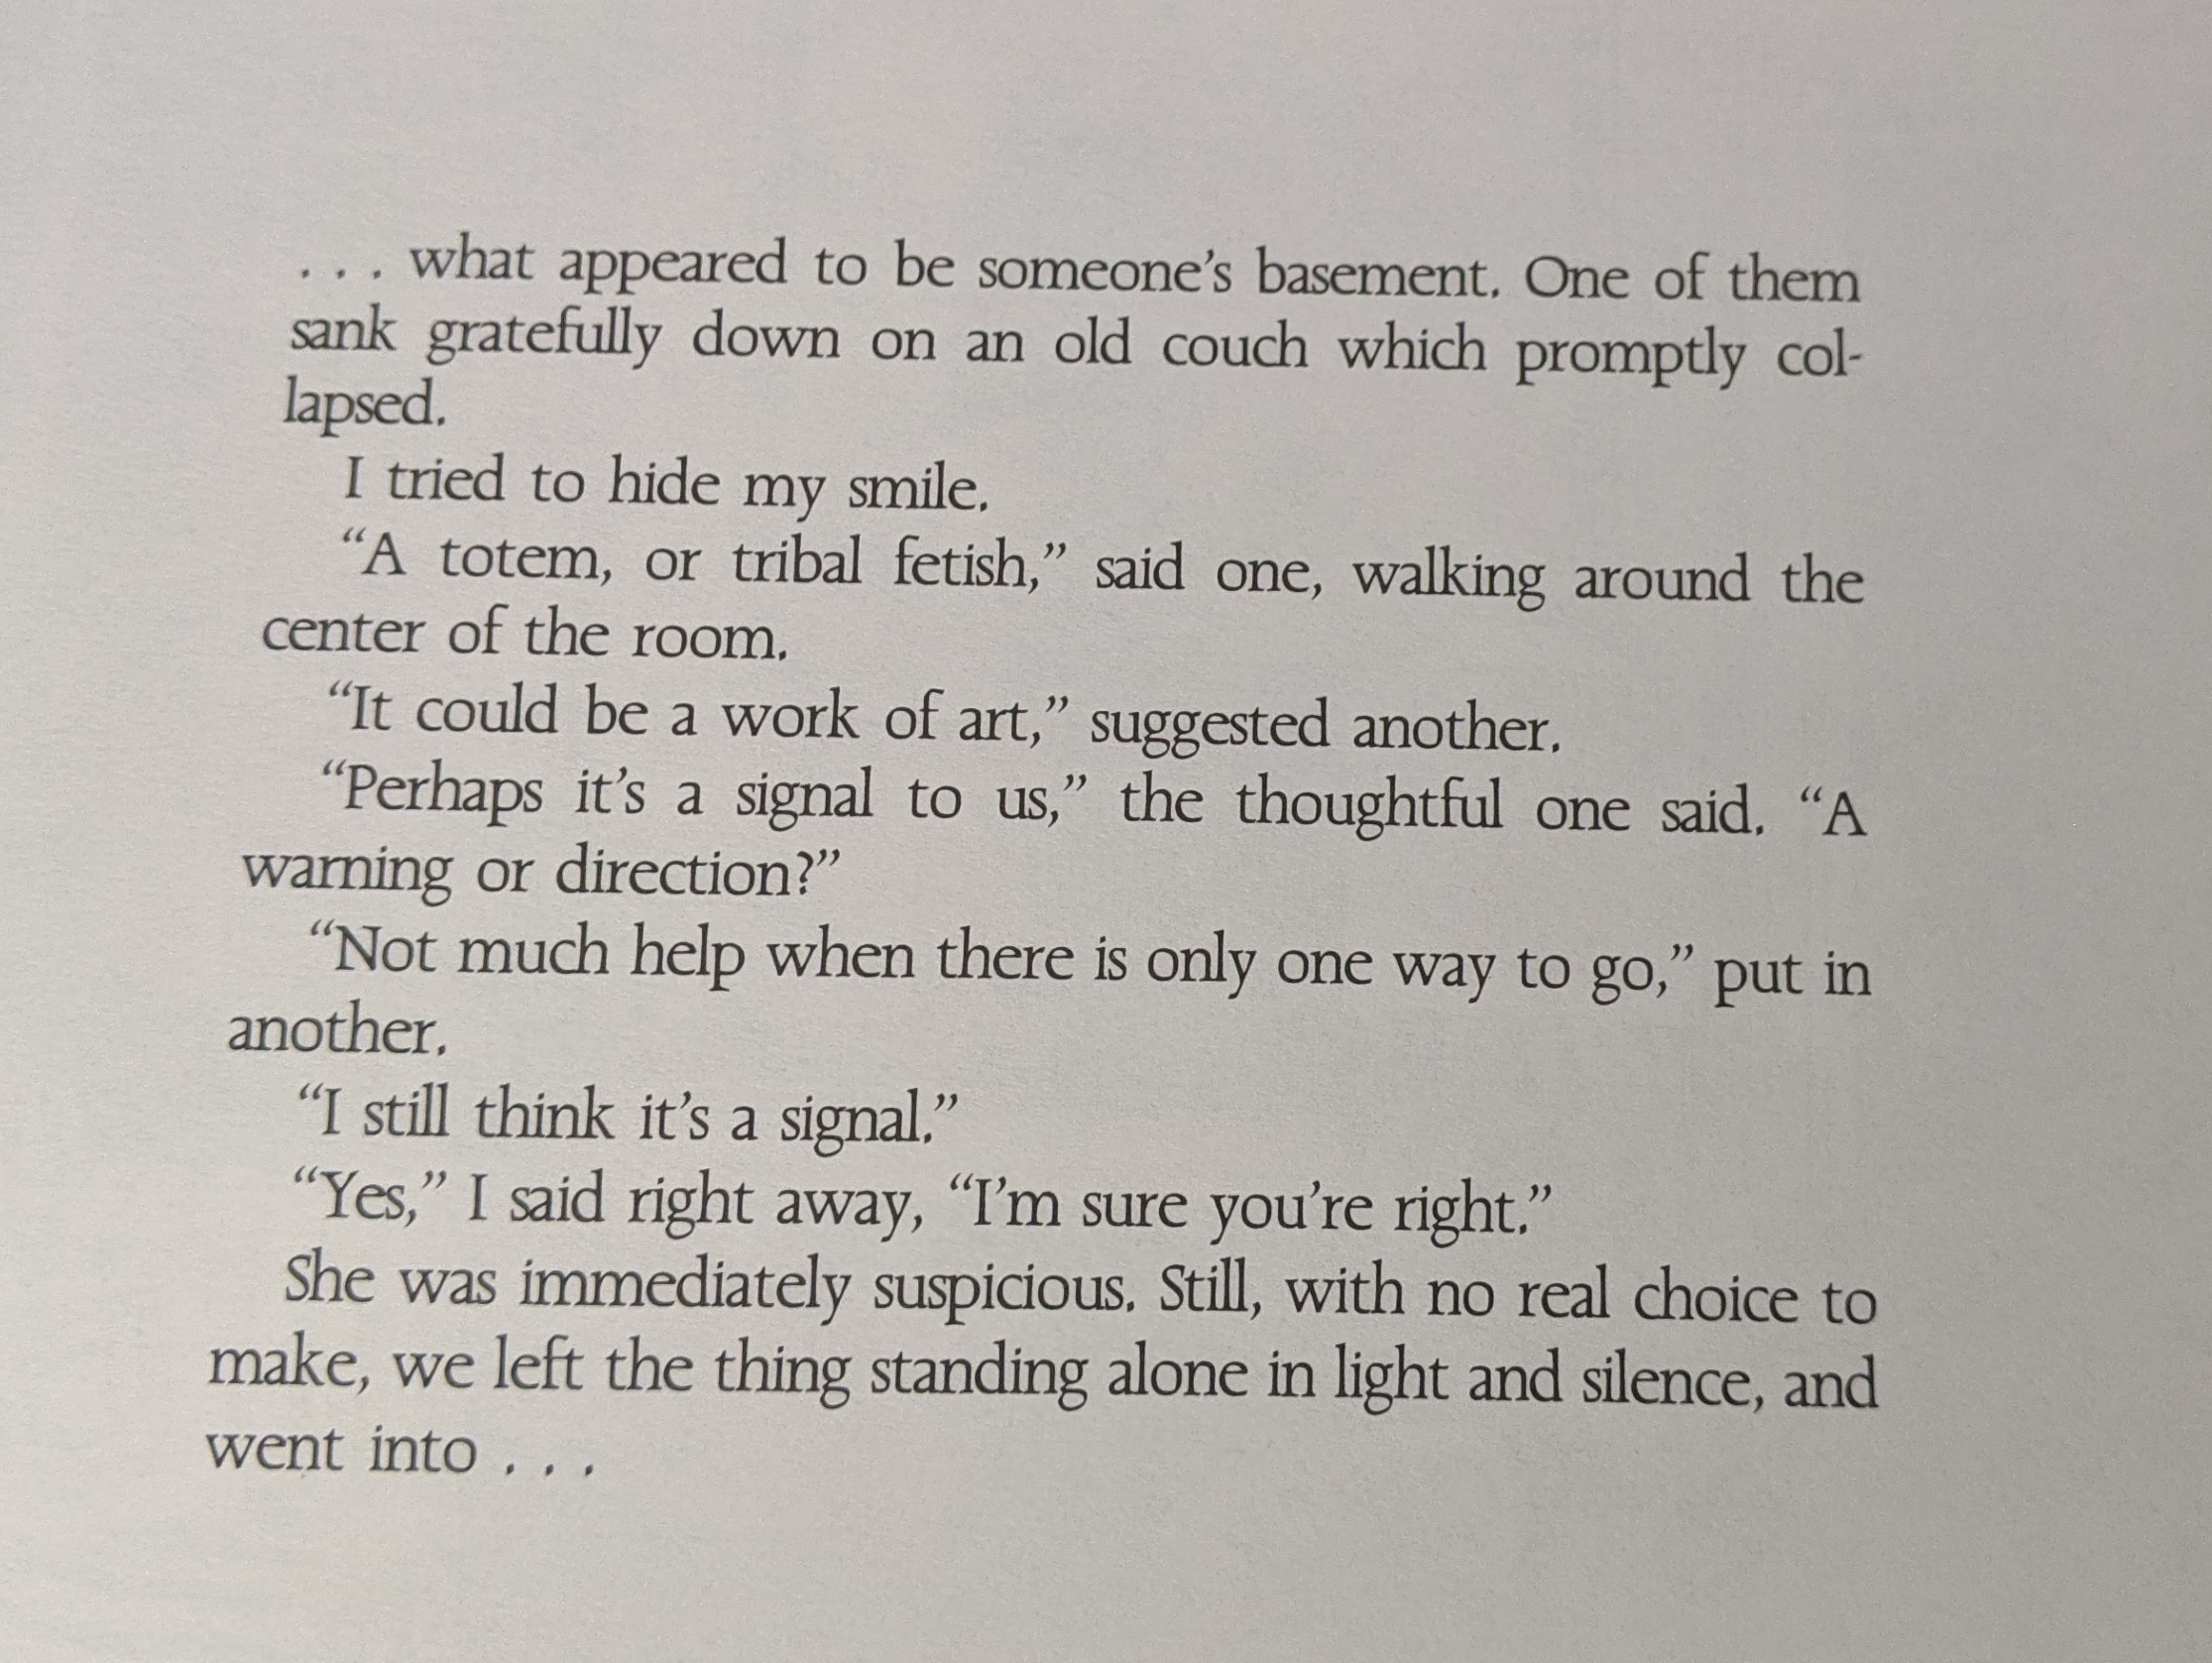 . . . what appeared to be someone’s basement. One of them
sank gratefully down on an old couch which promptly col-
lapsed.
I tried to hide my smile.
“A totem, or tribal fetish,” said one, walking around the
center of the room.
“It could be a work of art,” suggested another.
“Perhaps it’s a signal to us,” the thoughtful one said. “A
warning or direction?”
“Not much help when there is only one way to go,” put in
another.
“I still think it’s a signal.”
“Yes,” I said right away, “I’m sure you’re right.”
She was immediately suspicious. Still, with no real choice to
make, we left the thing standing alone in light and silence, and
went into . . .